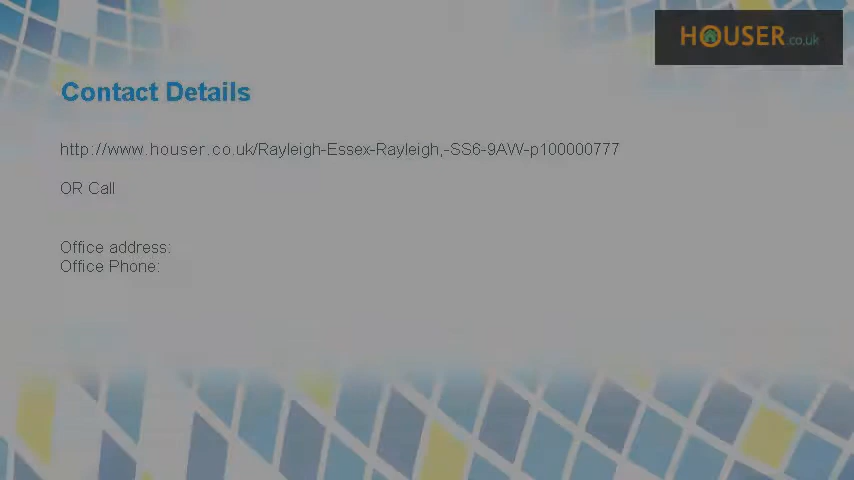 HOUSER.co.uk
Contact Details
http://www.houser.co.uk/Rayleigh-Essex-Rayleigh,-SS6-9AW-p100000777
OR Call
Office address:
Office Phone: